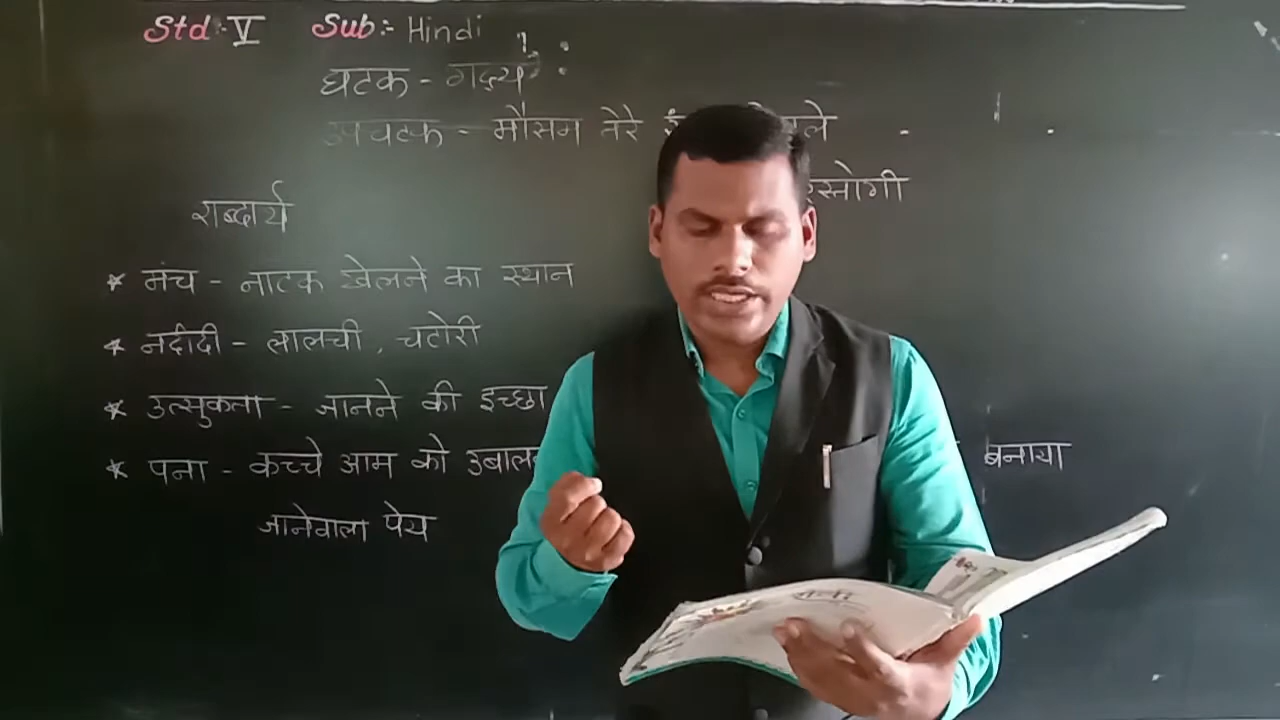 Std :- V Sub :- Hindi
घटक - गद्य
उपघटक - मौसम तेरे
शब्दार्थ
* मंच - नाटक खेलने का स्थान
* नदीदी - लालची , चटोरी
* उत्सुकता - जानने की इच्छा
* पना - कच्चे आम को बनाया
जानेवाला पेय